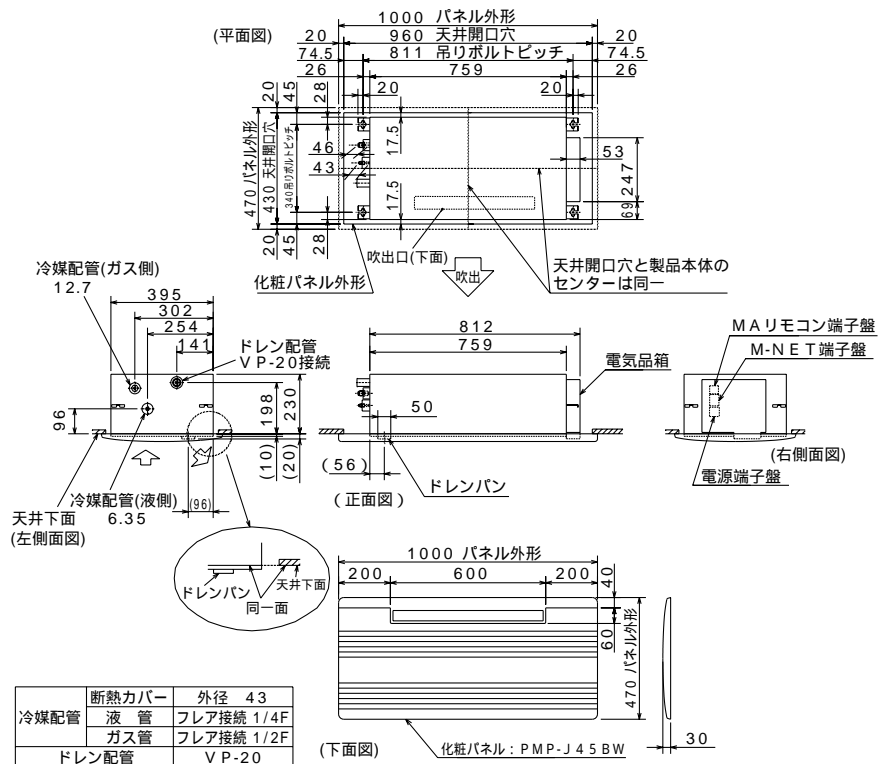 (平面図)
1000 パネル外形
20 960 天井開口穴 20
74.5 811 吊りボルトピッチ 74.5
26 759 26
20 20
20 45 28
470 パネル外形
430 天井開口穴
340吊りボルトピッチ
17.5
46
43
17.5
20 45 28
53
247
69
吹出口(下面)
吹出
化粧パネル外形
天井開口穴と製品本体の
センターは同一
冷媒配管(ガス側)
12.7
395
302
254
141
ドレン配管
VP-20接続
96
198
230
(10)
(20)
(96)
冷媒配管(液側)
6.35
天井下面
(左側面図)
812
759
電気品箱
50
(56)
ドレンパン
(正面図)
MAリモコン端子盤
M-NET端子盤
(右側面図)
電源端子盤
ドレンパン
天井下面
同一面
1000 パネル外形
200 600 200
40
60
470 パネル外形
30
(下面図)
化粧パネル:PMP-J45BW
冷媒配管 断熱カバー 外径 43
液 管 フレア接続 1/4F
ガス管 フレア接続 1/2F
ドレン配管 VP-20